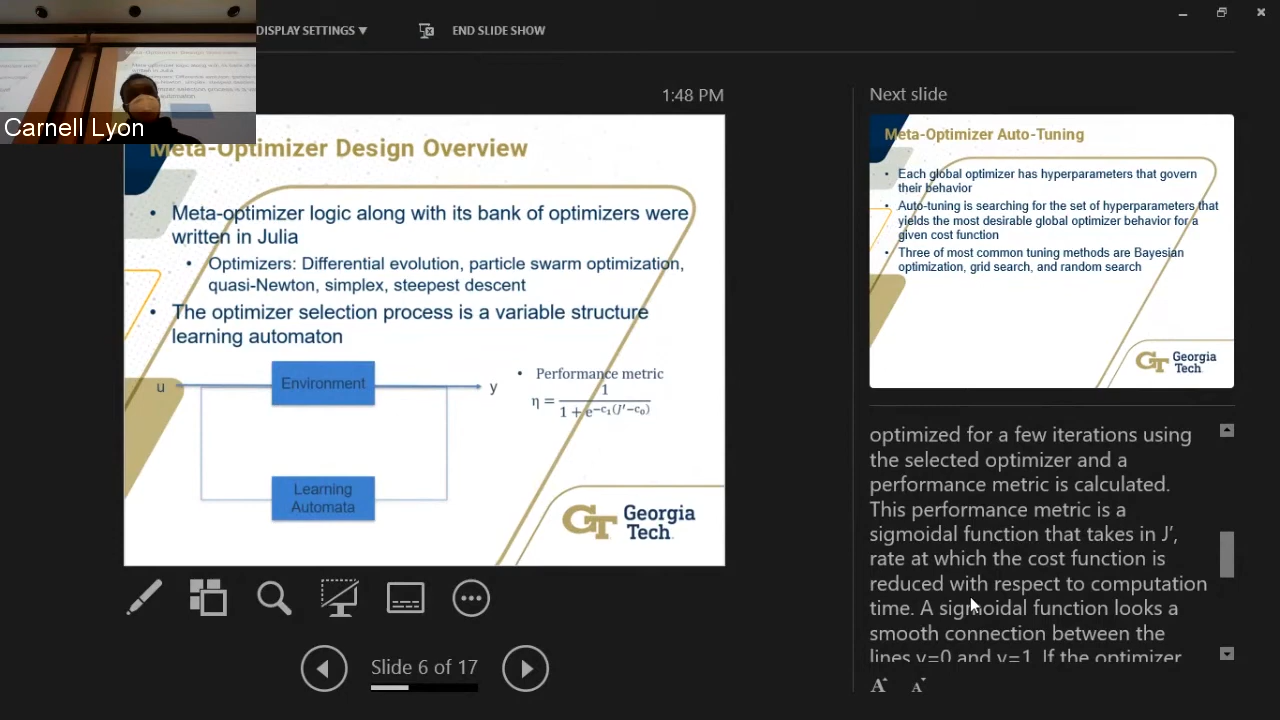 DISPLAY SETTINGS ▼
END SLIDE SHOW
Carnell Lyon
1:48 PM
Meta-Optimizer Design Overview
• Meta-optimizer logic along with its bank of optimizers were
written in Julia
• Optimizers: Differential evolution, particle swarm optimization,
quasi-Newton, simplex, steepest descent
• The optimizer selection process is a variable structure
learning automaton
u
Environment
y
Learning
Automata
• Performance metric
η = 1 / (1 + e^(−c₁(J′−c₀)))
Georgia
Tech
Slide 6 of 17
Next slide
Meta-Optimizer Auto-Tuning
• Each global optimizer has hyperparameters that govern
their behavior
• Auto-tuning is searching for the set of hyperparameters that
yields the most desirable global optimizer behavior for a
given cost function
• Three of most common tuning methods are Bayesian
optimization, grid search, and random search
Georgia
Tech
optimized for a few iterations using
the selected optimizer and a
performance metric is calculated.
This performance metric is a
sigmoidal function that takes in J’,
rate at which the cost function is
reduced with respect to computation
time. A sigmoidal function looks a
smooth connection between the
lines y=0 and y=1. If the optimizer
A A